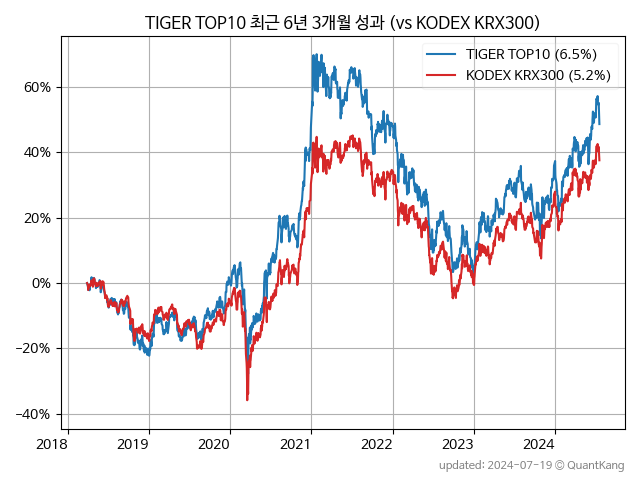 TIGER TOP10 최근 6년 3개월 성과 (vs KODEX KRX300)
TIGER TOP10 (6.5%)
KODEX KRX300 (5.2%)
60%
40%
20%
0%
−20%
−40%
2018 2019 2020 2021 2022 2023 2024
updated: 2024-07-19 © QuantKang